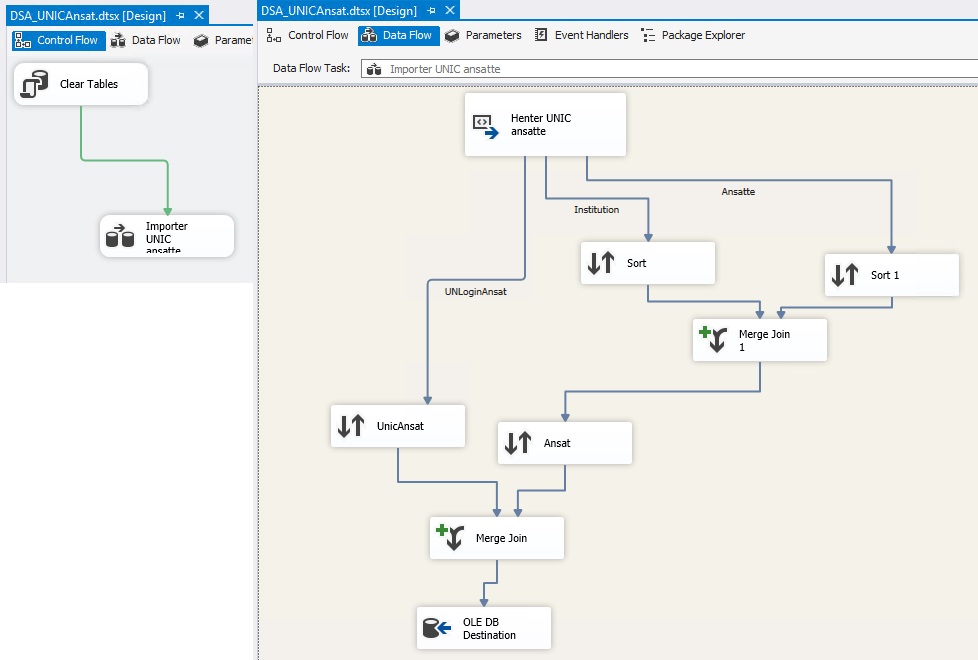 DSA_UNICAnsat.dtsx [Design]
Control Flow
Data Flow
Parame
Clear Tables
Importer
UNIC
ansatte
DSA_UNICAnsat.dtsx [Design]
Control Flow
Data Flow
Parameters
Event Handlers
Package Explorer
Data Flow Task:
Importer UNIC ansatte
Henter UNIC
ansatte
Ansatte
Institution
Sort
Sort 1
UNLoginAnsat
Merge Join
1
UnicAnsat
Ansat
Merge Join
OLE DB
Destination